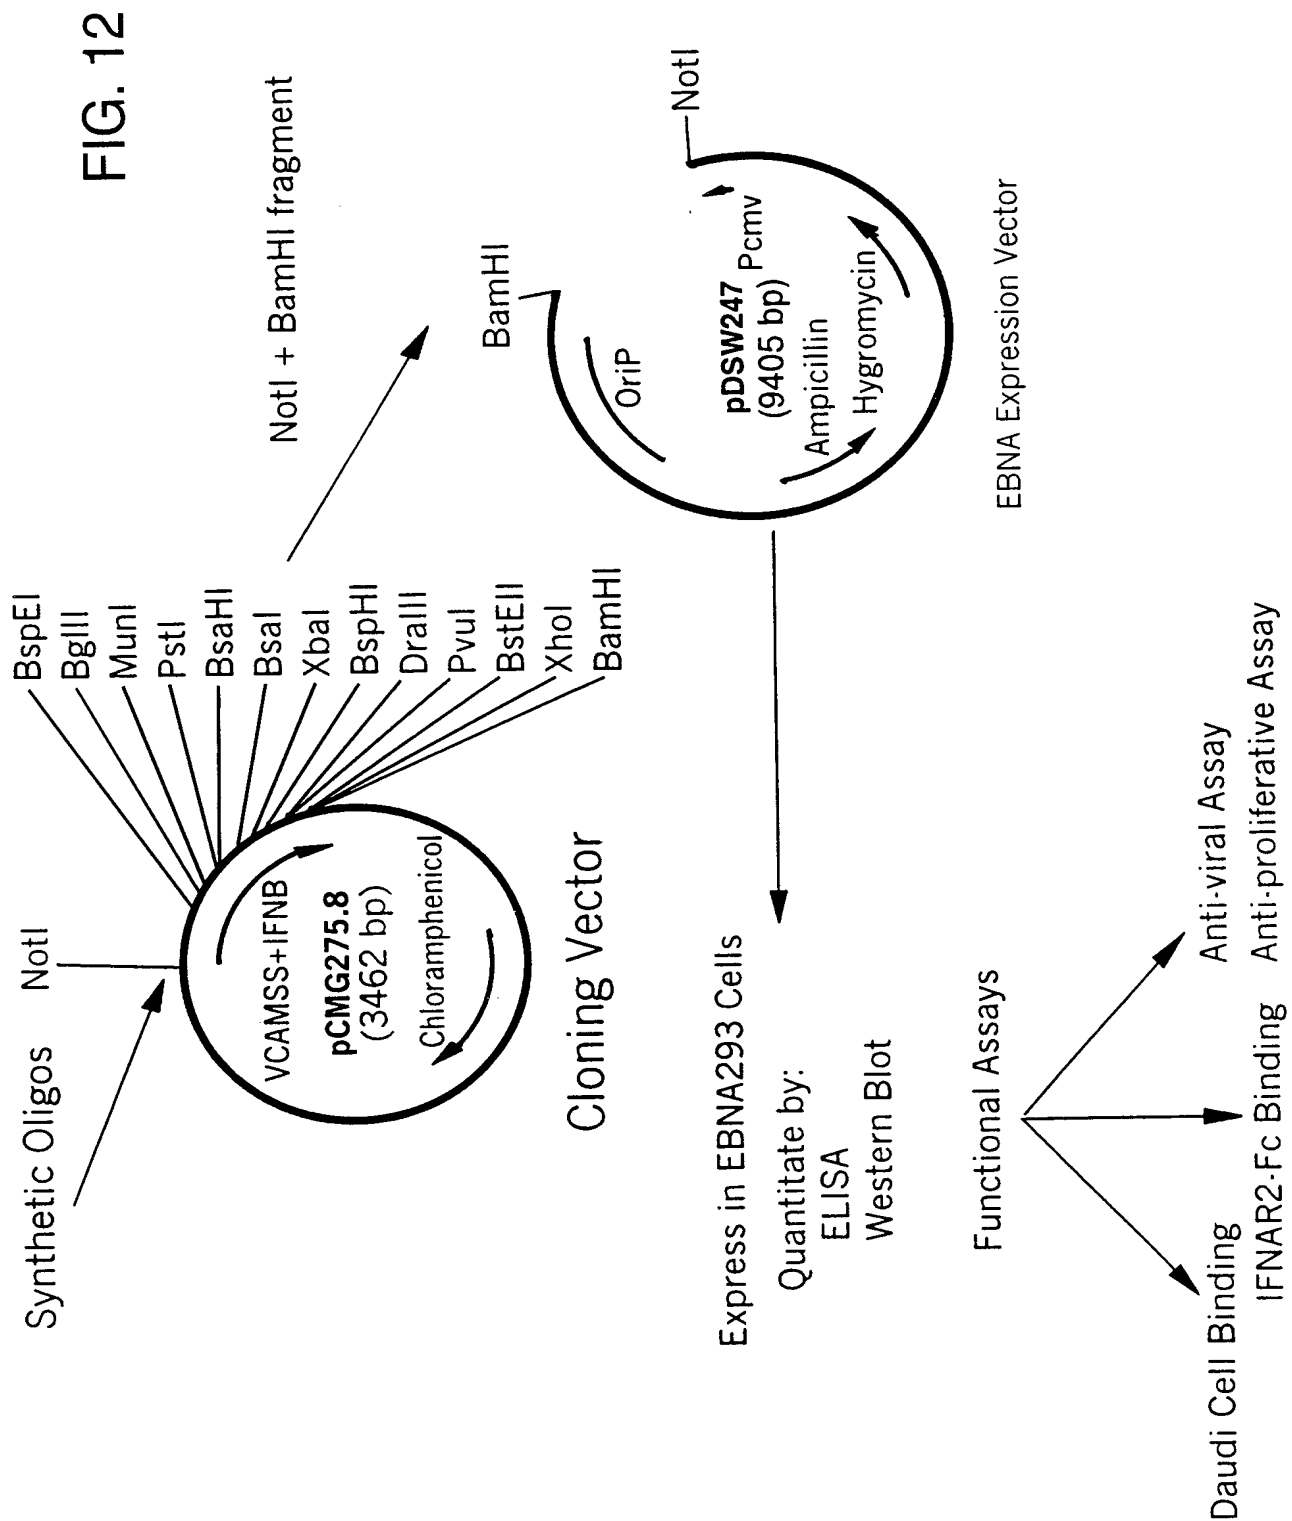 FIG. 12
Synthetic Oligos
NotI
BspEI
BglII
MunI
PstI
BsaHI
BsaI
XbaI
BspHI
DraIII
PvuI
BstEII
XhoI
BamHI
VCAMSS+IFNB
pCMG275.8
(3462 bp)
Chloramphenicol
Cloning Vector
NotI + BamHI fragment
BamHI
NotI
OriP
pDSW247
(9405 bp)
Pcmv
Ampicillin
Hygromycin
EBNA Expression Vector
Express in EBNA293 Cells
Quantitate by:
ELISA
Western Blot
Functional Assays
Daudi Cell Binding
IFNAR2-Fc Binding
Anti-viral Assay
Anti-proliferative Assay